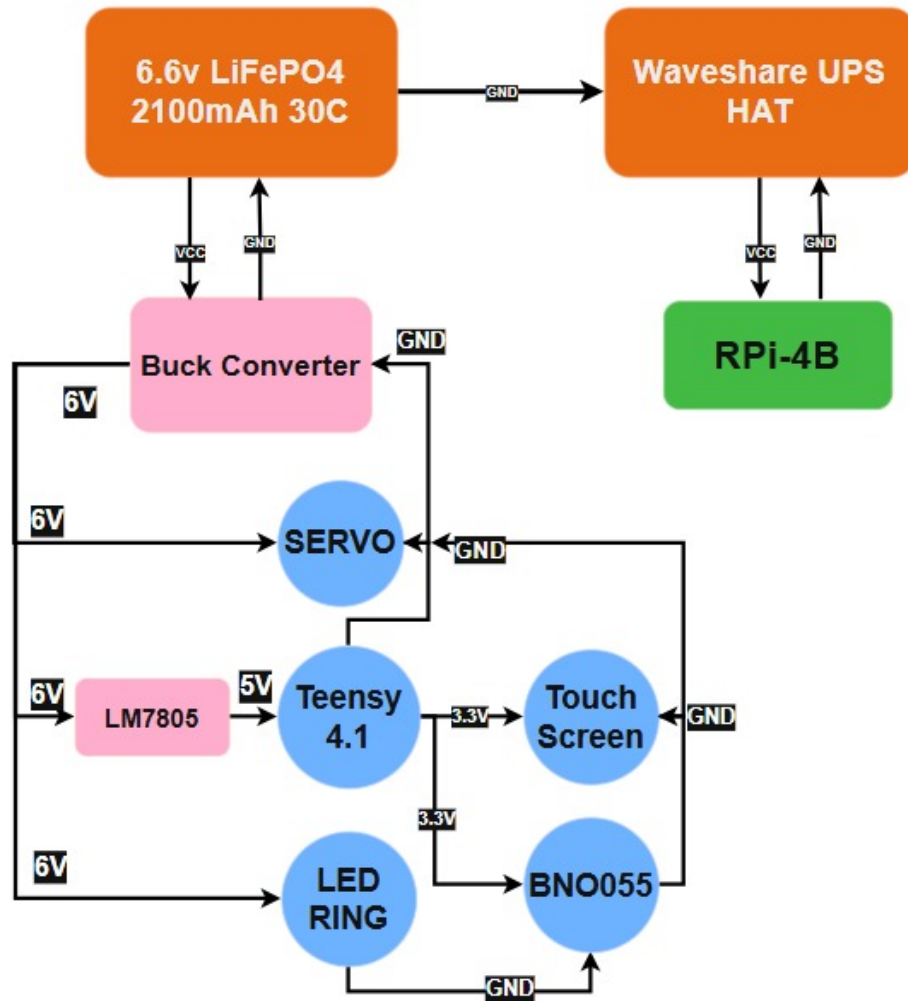 6.6v LiFePO4
2100mAh 30C
GND
Waveshare UPS
HAT
VCC
GND
VCC
GND
Buck Converter
GND
RPi-4B
6V
6V
SERVO
GND
6V
LM7805
5V
Teensy
4.1
3.3V
Touch
Screen
GND
3.3V
6V
LED
RING
BNO055
GND